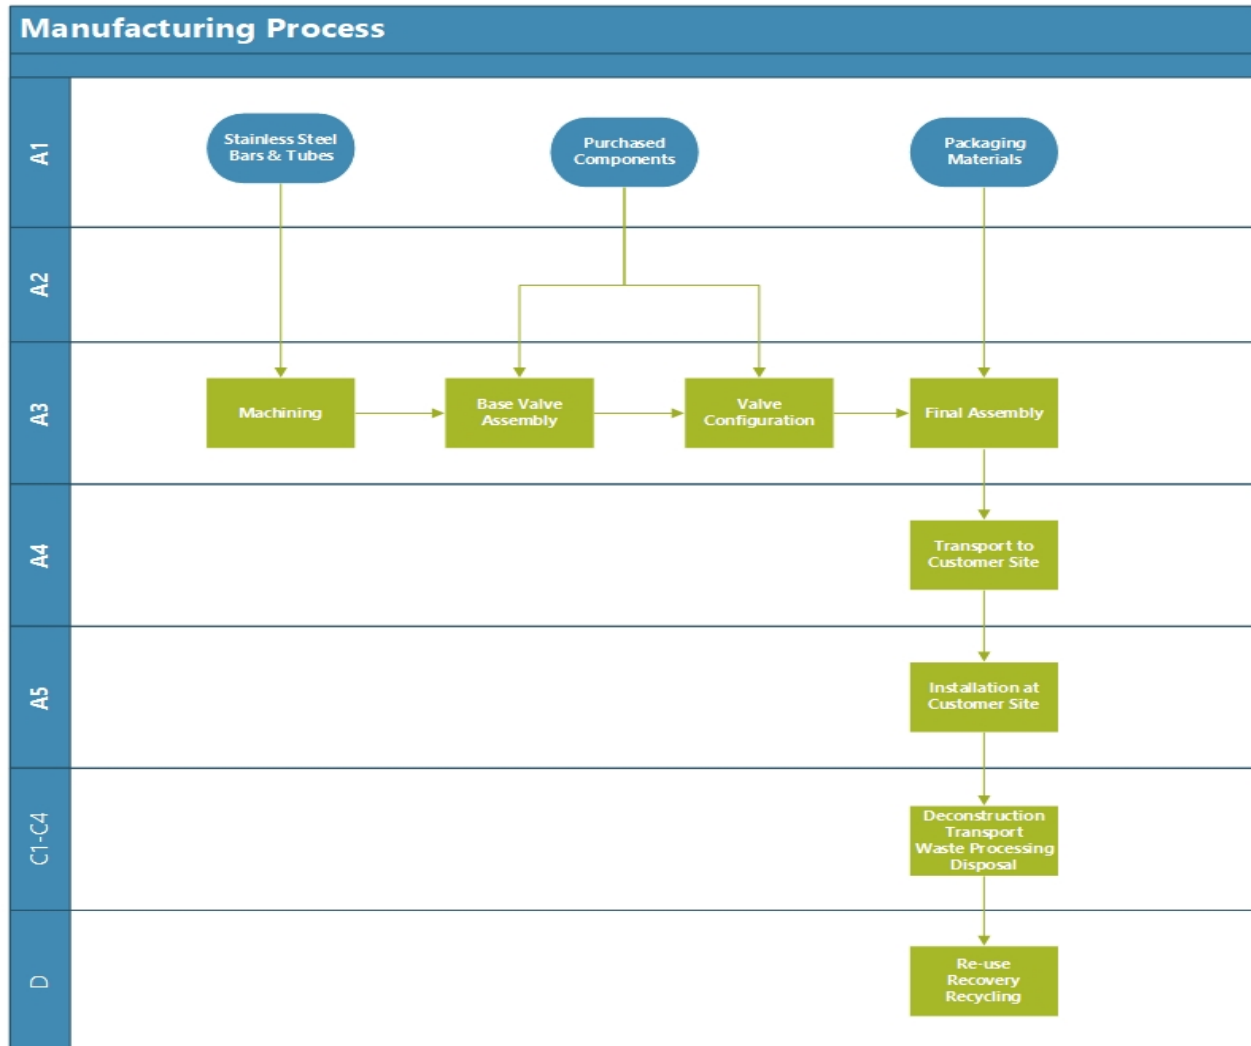 Manufacturing Process
A1
Stainless Steel
Bars & Tubes
Purchased
Components
Packaging
Materials
A2
A3
Machining
Base Valve
Assembly
Valve
Configuration
Final Assembly
A4
Transport to
Customer Site
A5
Installation at
Customer Site
C1-C4
Deconstruction
Transport
Waste Processing
Disposal
D
Re-use
Recovery
Recycling